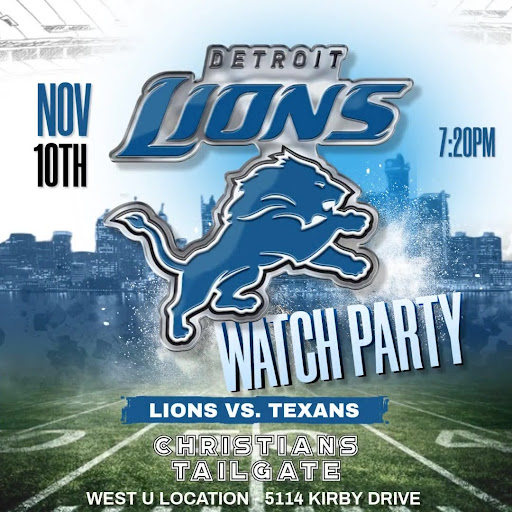 DETROIT
LIONS
NOV
10TH
7:20PM
WATCH PARTY
LIONS VS. TEXANS
CHRISTIANS
TAILGATE
WEST U LOCATION - 5114 KIRBY DRIVE